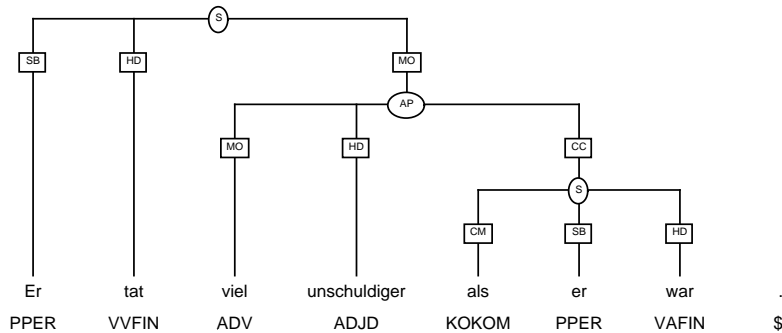 S
SB HD MO
AP
MO HD CC
S
CM SB HD
Er tat viel unschuldiger als er war .
PPER VVFIN ADV ADJD KOKOM PPER VAFIN $